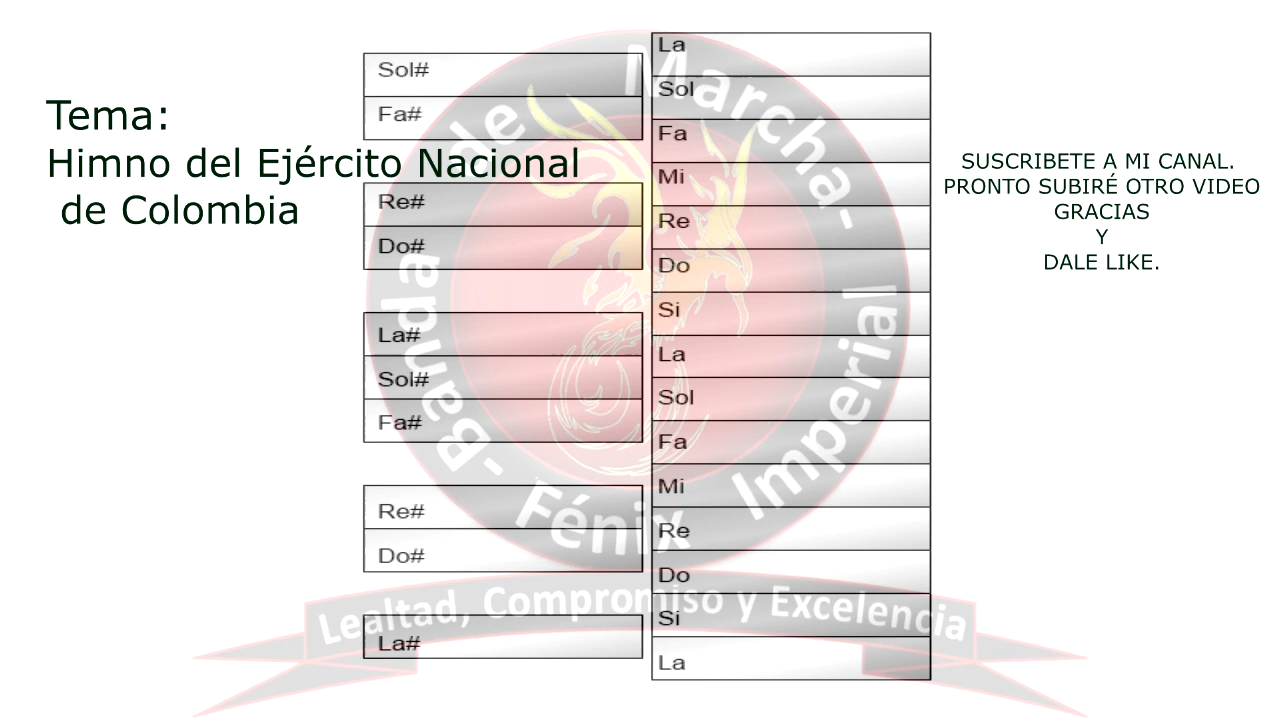 Tema:
Himno del Ejército Nacional
de Colombia
Sol#
Fa#
Re#
Do#
La#
Sol#
Fa#
Re#
Do#
La#
La
Sol
Fa
Mi
Re
Do
Si
La
Sol
Fa
Mi
Re
Do
Si
La
SUSCRIBETE A MI CANAL.
PRONTO SUBIRÉ OTRO VIDEO
GRACIAS
Y
DALE LIKE.
-Banda de Marcha-
Fénix Imperial
Lealtad, Compromiso y Excelencia